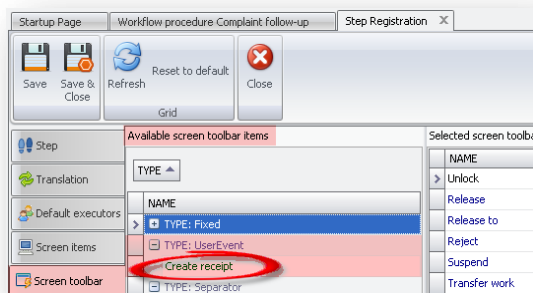 Startup Page
Workflow procedure Complaint follow-up
Step Registration
Save
Save &
Close
Refresh
Reset to default
Close
Grid
Step
Translation
Default executors
Screen items
Screen toolbar
Available screen toolbar items
TYPE
NAME
TYPE: Fixed
TYPE: UserEvent
Create receipt
TYPE: Separator
Selected screen toolba
NAME
Unlock
Release
Release to
Reject
Suspend
Transfer work